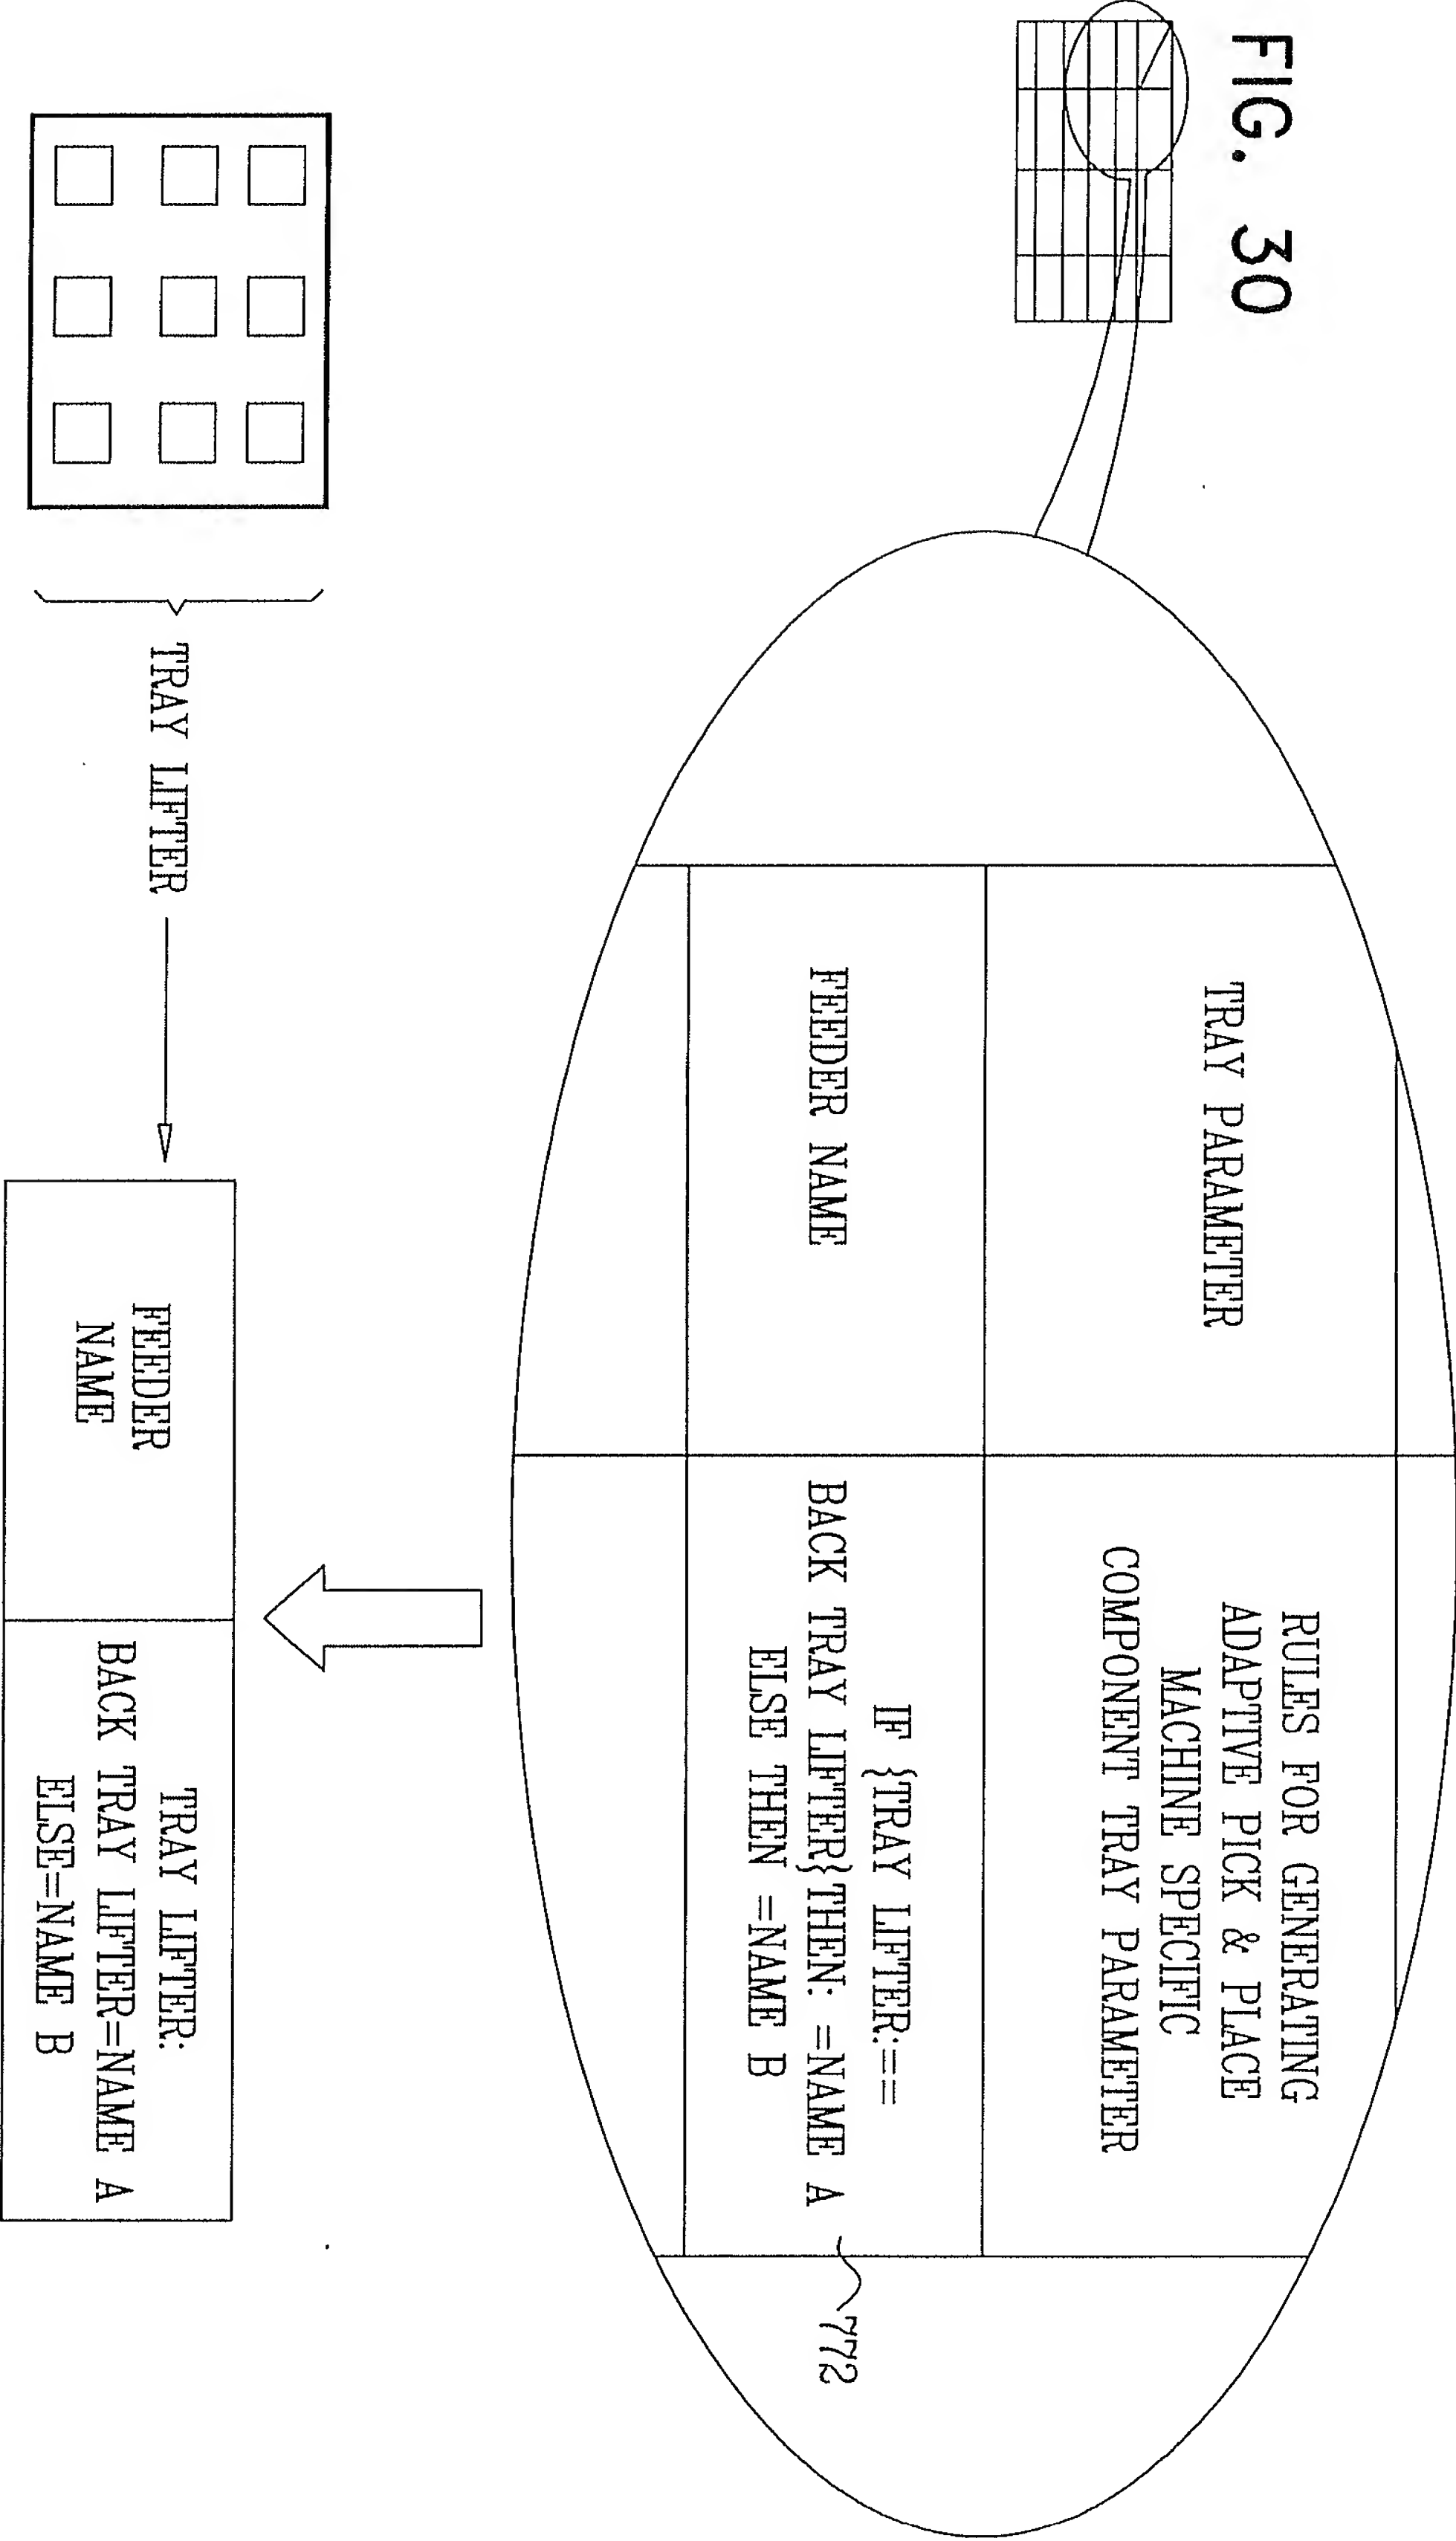 FIG. 30
TRAY PARAMETER
RULES FOR GENERATING
ADAPTIVE PICK & PLACE
MACHINE SPECIFIC
COMPONENT TRAY PARAMETER
FEEDER NAME
IF {TRAY LIFTER:==
BACK TRAY LIFTER}THEN: =NAME A
ELSE THEN =NAME B
772
TRAY LIFTER
FEEDER
NAME
TRAY LIFTER:
BACK TRAY LIFTER=NAME A
ELSE=NAME B